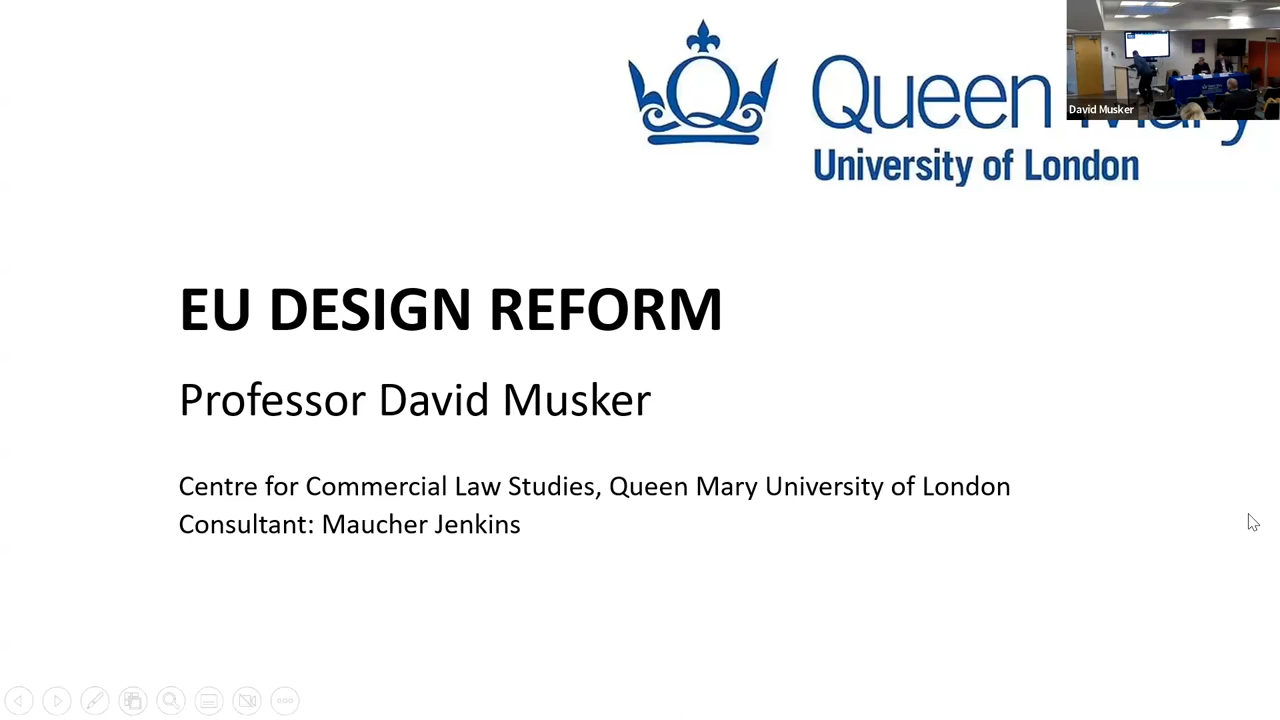 Queen Mary
University of London
David Musker
EU DESIGN REFORM
Professor David Musker
Centre for Commercial Law Studies, Queen Mary University of London
Consultant: Maucher Jenkins